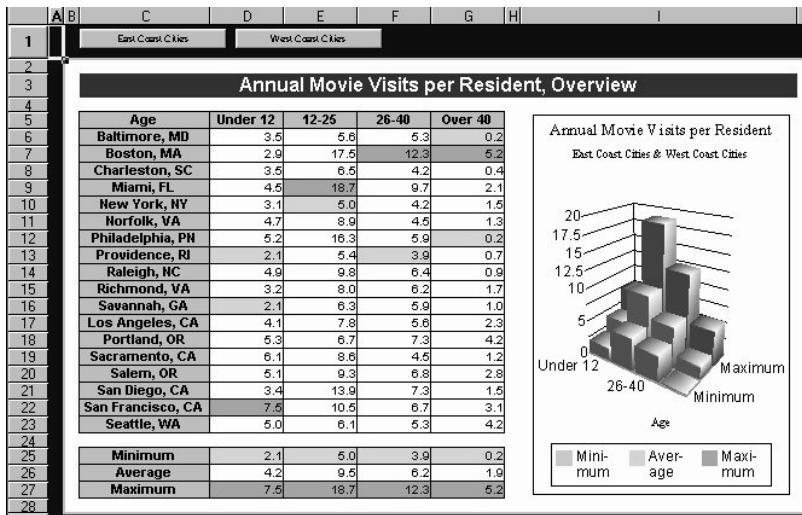 A B C D E F G H I
1 East Coast Cities West Coast Cities
2
3 Annual Movie Visits per Resident, Overview
4
5 Age Under 12 12-25 26-40 Over 40
6 Baltimore, MD 3.5 5.6 5.3 0.2
7 Boston, MA 2.9 17.5 12.3 5.2
8 Charleston, SC 3.5 6.5 4.2 0.4
9 Miami, FL 4.5 18.7 9.7 2.1
10 New York, NY 3.1 5.0 4.2 1.5
11 Norfolk, VA 4.7 8.9 4.5 1.3
12 Philadelphia, PN 5.2 16.3 5.9 0.2
13 Providence, RI 2.1 5.4 3.9 0.7
14 Raleigh, NC 4.9 9.8 6.4 0.9
15 Richmond, VA 3.2 8.0 6.2 1.7
16 Savannah, GA 2.1 6.3 5.9 1.0
17 Los Angeles, CA 4.1 7.8 5.6 2.3
18 Portland, OR 5.3 6.7 7.3 4.2
19 Sacramento, CA 6.1 8.6 4.5 1.2
20 Salem, OR 5.1 9.3 6.8 2.8
21 San Diego, CA 3.4 13.9 7.3 1.5
22 San Francisco, CA 7.5 10.5 6.7 3.1
23 Seattle, WA 5.0 6.1 5.3 4.2
24
25 Minimum 2.1 5.0 3.9 0.2
26 Average 4.2 9.5 6.2 1.9
27 Maximum 7.5 18.7 12.3 5.2
28
Annual Movie Visits per Resident
East Coast Cities & West Coast Cities
20
17.5
15
12.5
10
5
0
Under 12
26-40
Maximum
Minimum
Age
Mini-
mum
Aver-
age
Maxi-
mum